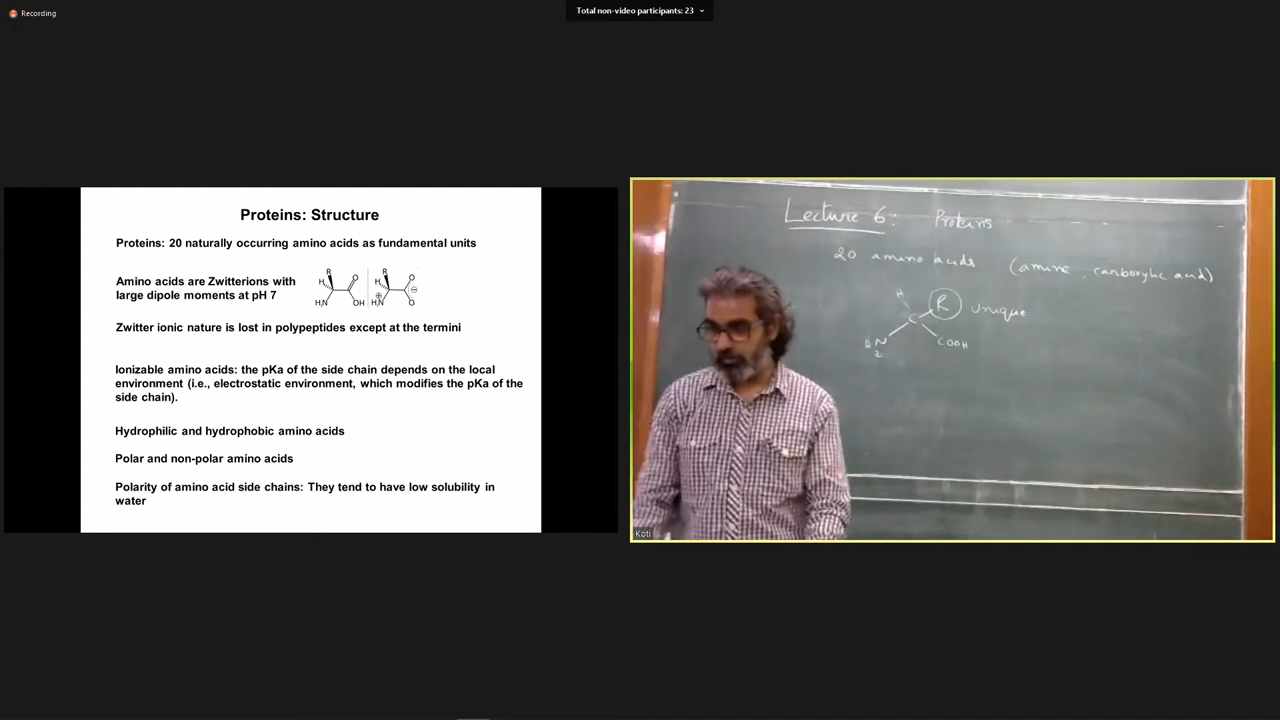 Recording
Total non-video participants: 23
Proteins: Structure
Proteins: 20 naturally occurring amino acids as fundamental units
Amino acids are Zwitterions with
large dipole moments at pH 7
R
H
O
H₂N
OH
R
H
O
⊕
⊖
H₃N
O
Zwitter ionic nature is lost in polypeptides except at the termini
Ionizable amino acids: the pKa of the side chain depends on the local
environment (i.e., electrostatic environment, which modifies the pKa of the
side chain).
Hydrophilic and hydrophobic amino acids
Polar and non-polar amino acids
Polarity of amino acid side chains: They tend to have low solubility in
water
Lecture 6: Proteins
20 amino acids (amine, carboxylic acid)
H
R Unique
C
H₂N COOH
Koti